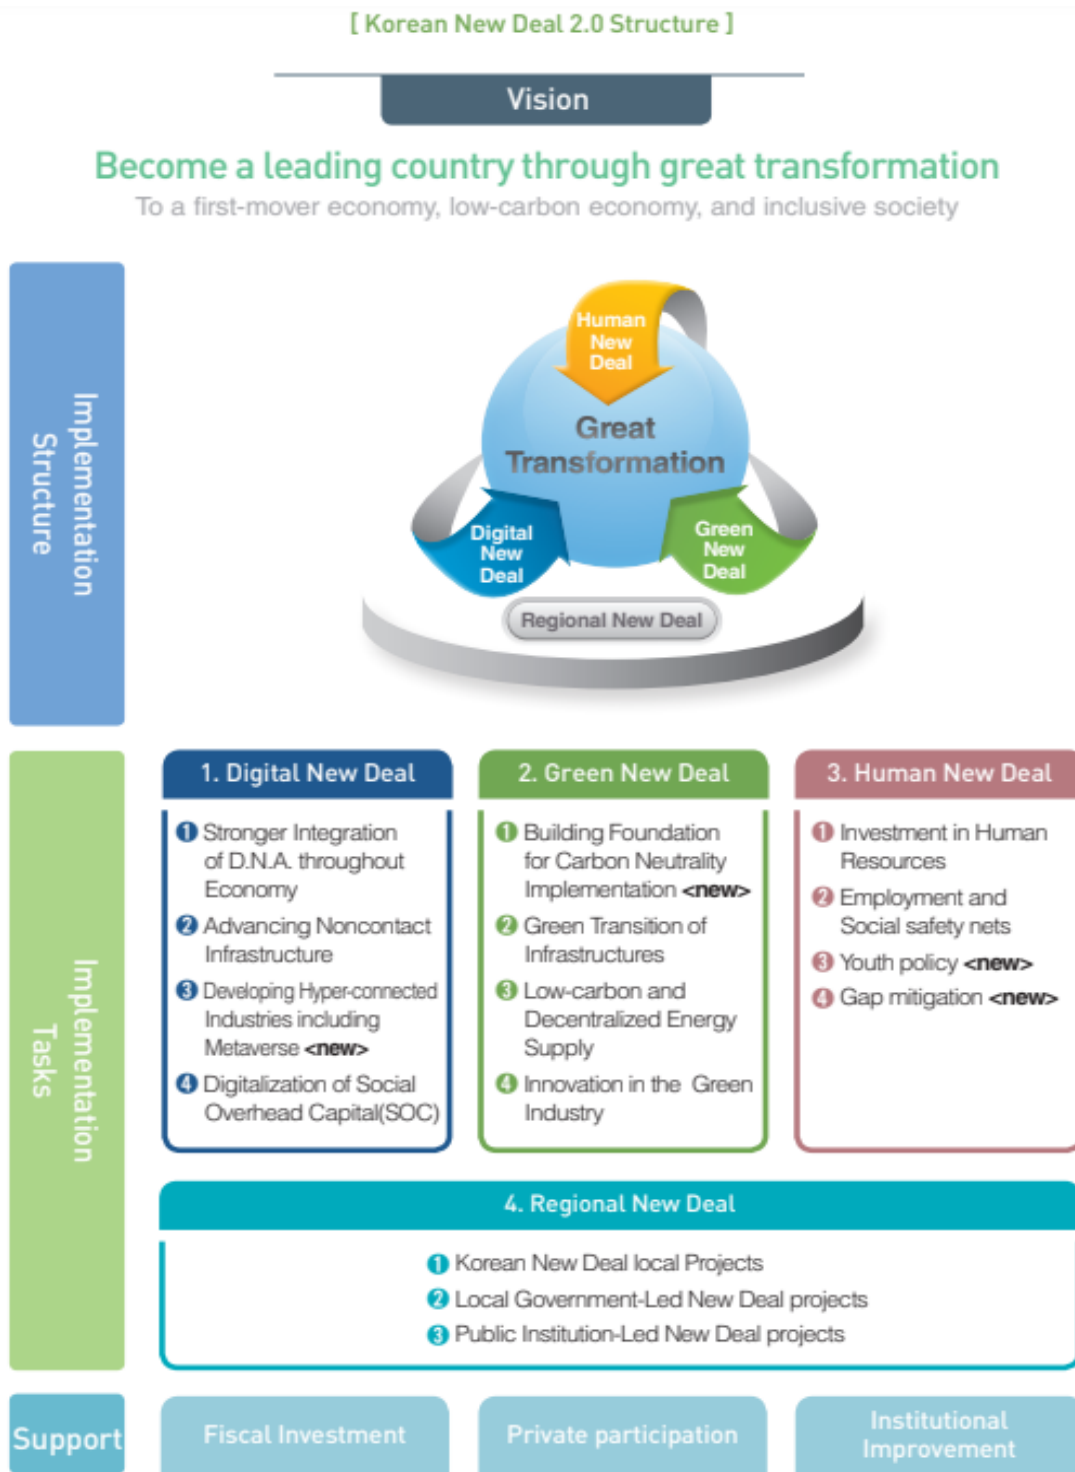 [ Korean New Deal 2.0 Structure ]
Vision
Become a leading country through great transformation
To a first-mover economy, low-carbon economy, and inclusive society
Implementation
Structure
Human
New
Deal
Great
Transformation
Digital
New
Deal
Green
New
Deal
Regional New Deal
Implementation
Tasks
1. Digital New Deal
❶ Stronger Integration
of D.N.A. throughout
Economy
❷ Advancing Noncontact
Infrastructure
❸ Developing Hyper-connected
Industries including
Metaverse <new>
❹ Digitalization of Social
Overhead Capital(SOC)
2. Green New Deal
❶ Building Foundation
for Carbon Neutrality
Implementation <new>
❷ Green Transition of
Infrastructures
❸ Low-carbon and
Decentralized Energy
Supply
❹ Innovation in the Green
Industry
3. Human New Deal
❶ Investment in Human
Resources
❷ Employment and
Social safety nets
❸ Youth policy <new>
❹ Gap mitigation <new>
4. Regional New Deal
❶ Korean New Deal local Projects
❷ Local Government-Led New Deal projects
❸ Public Institution-Led New Deal projects
Support
Fiscal Investment
Private participation
Institutional
Improvement